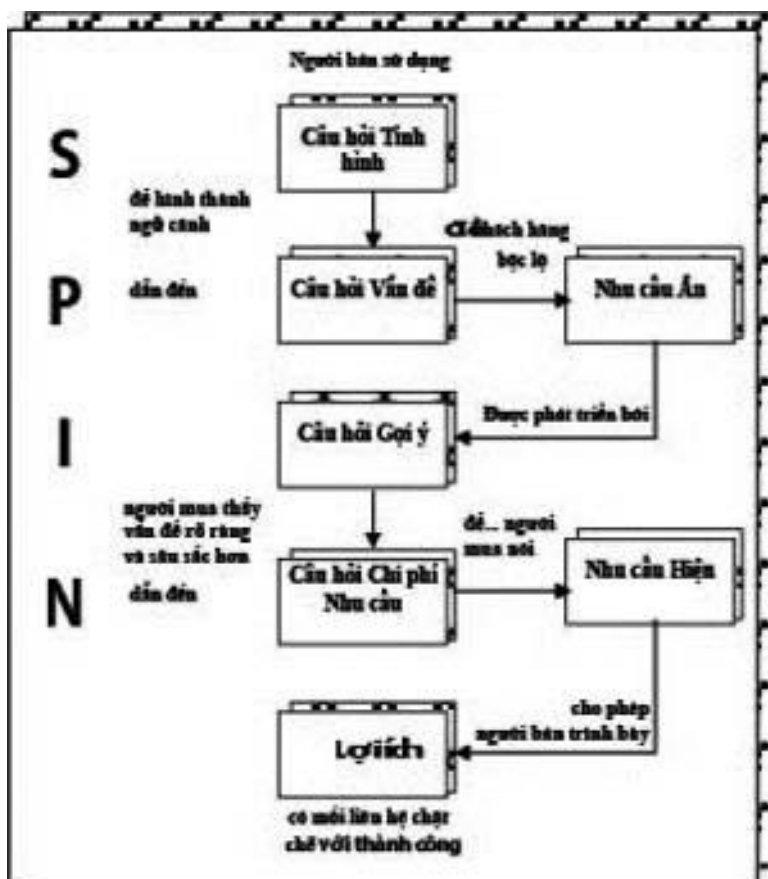 Người bán sử dụng
S
Câu hỏi Tình
hình
để hình thành
ngữ cảnh
khách hàng
bộc lộ
P
dẫn đến
Câu hỏi Vấn đề
Nhu cầu Ẩn
I
Câu hỏi Gợi ý
Được phát triển bởi
người mua thấy
vấn đề rõ ràng
và sâu sắc hơn
để... người
mua nói
N
dẫn đến
Câu hỏi Chi phí
Nhu cầu
Nhu cầu Hiện
cho phép
người bán trình bày
Lợi ích
có mối liên hệ chặt
chẽ với thành công